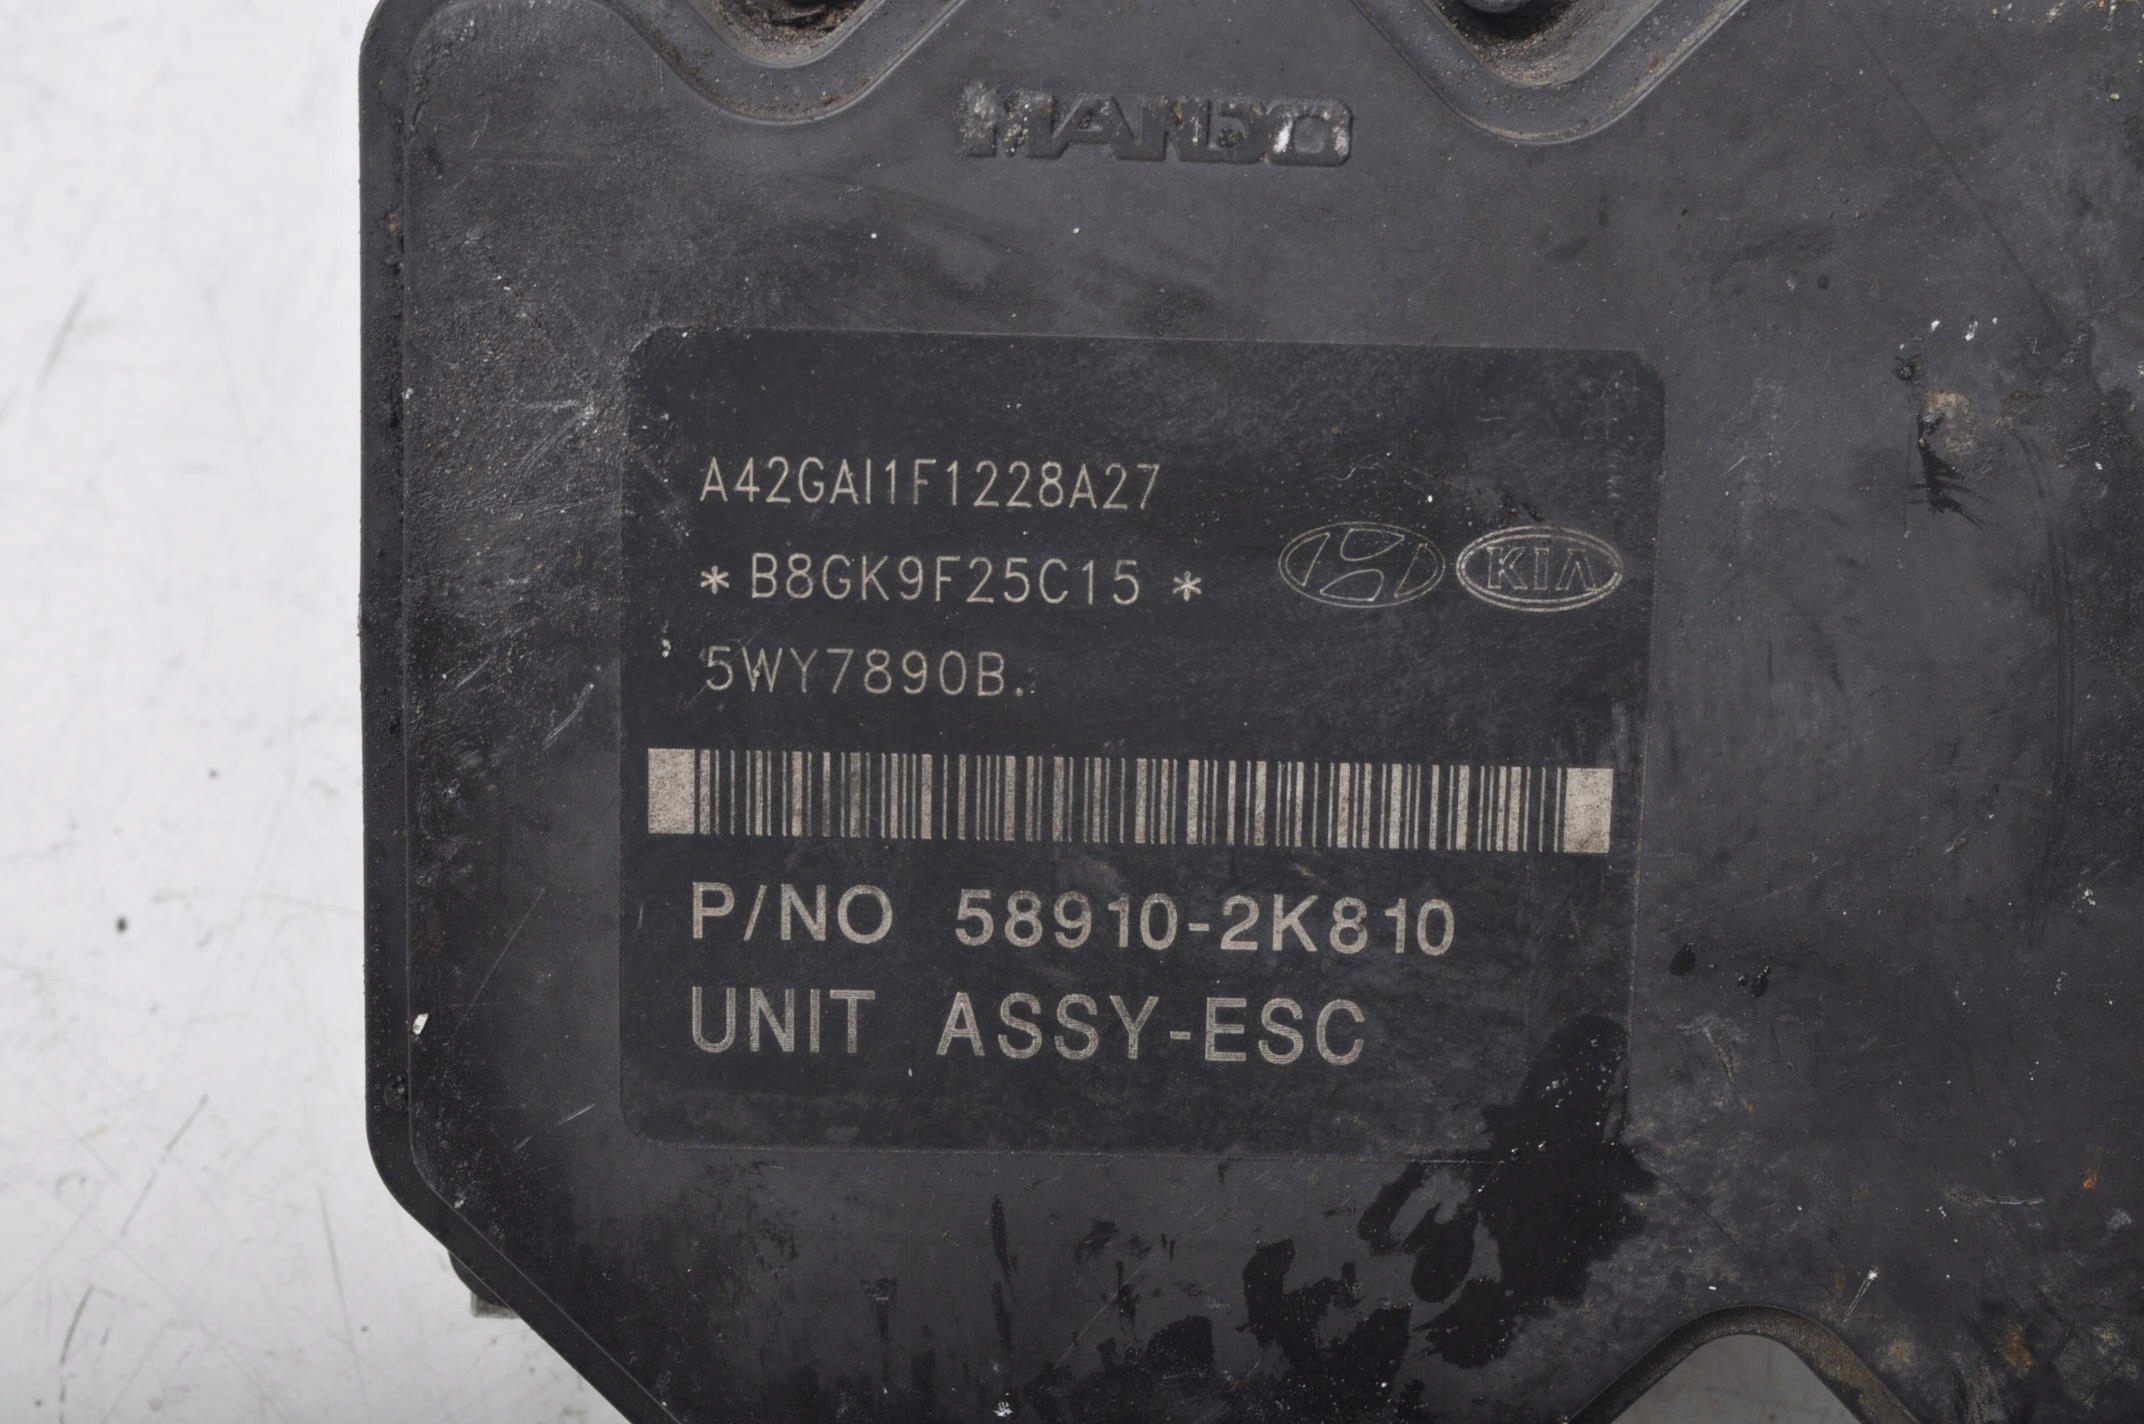 MANDO
A42GAI1F1228A27
*B8GK9F25C15*
KIA
5WY7890B.
P/NO 58910-2K810
UNIT ASSY-ESC